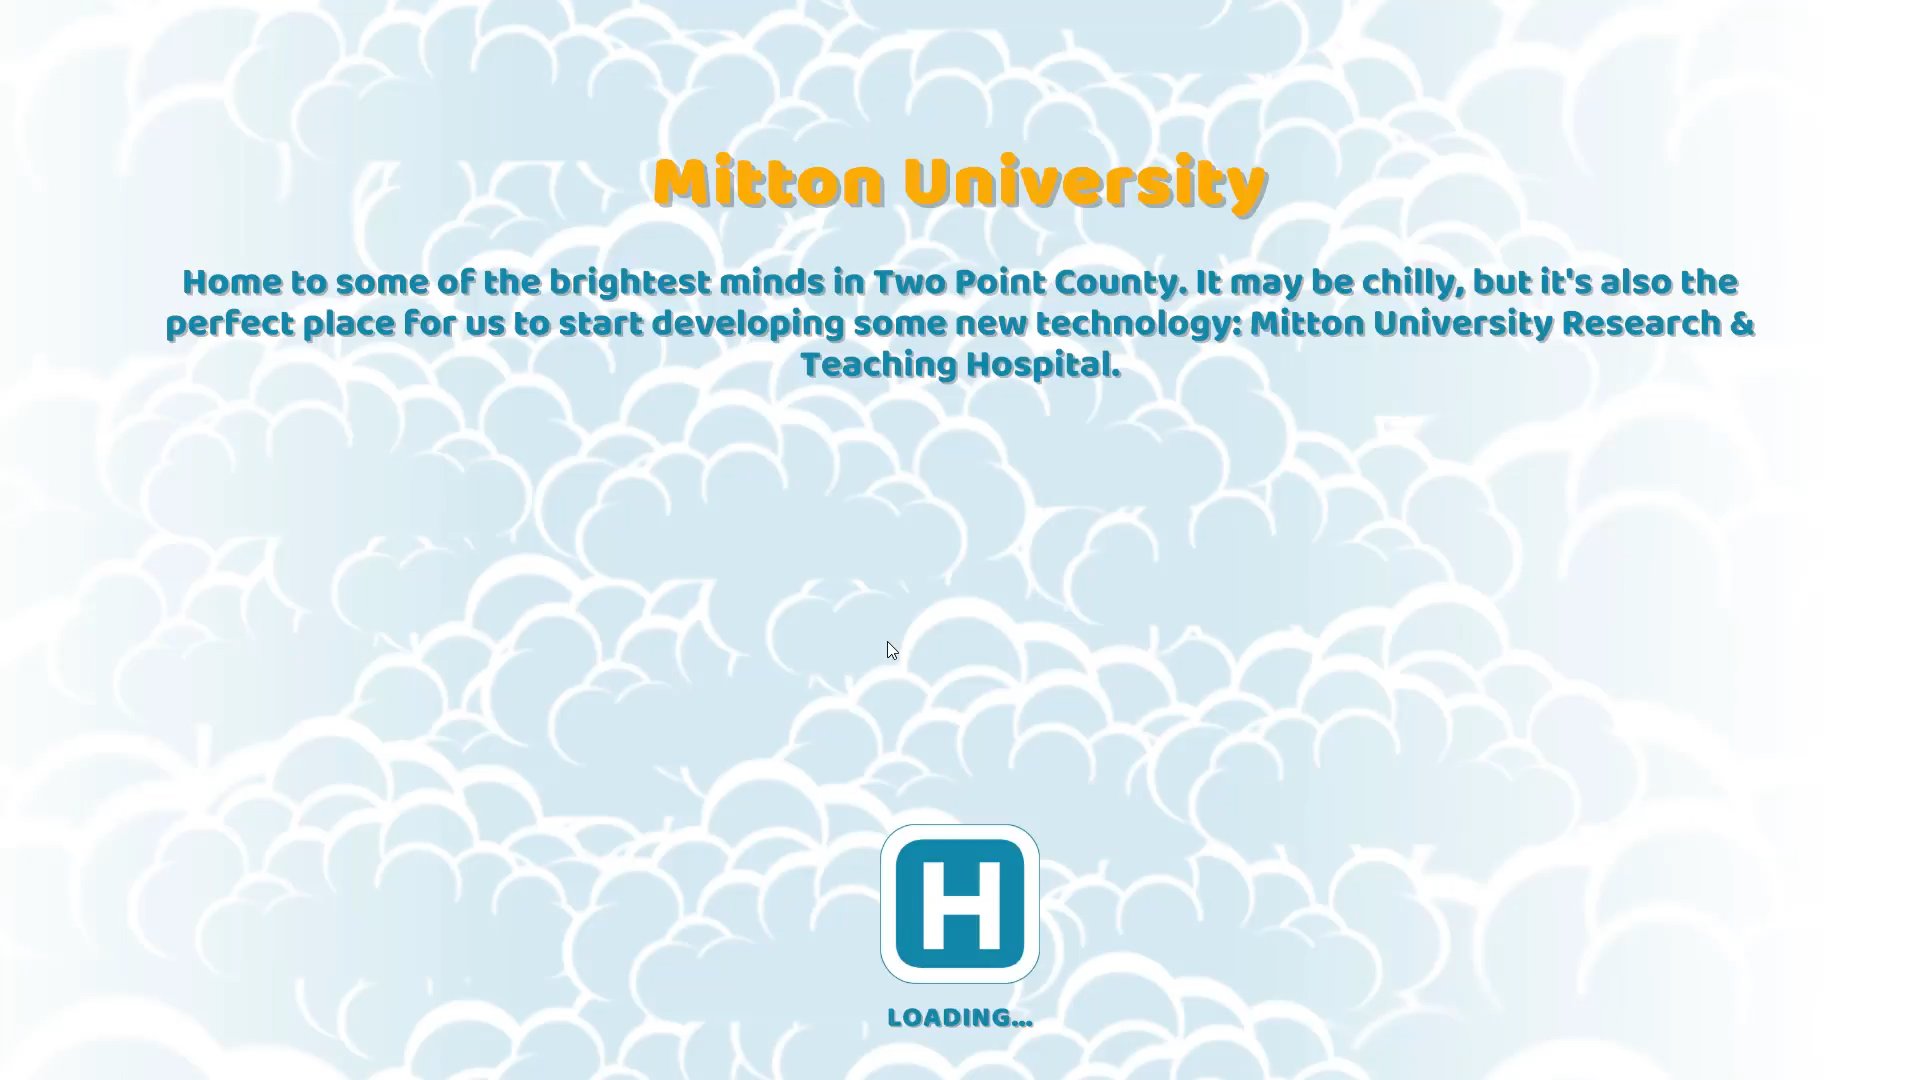 Mitton University
Home to some of the brightest minds in Two Point County. It may be chilly, but it's also the
perfect place for us to start developing some new technology: Mitton University Research &
Teaching Hospital.
H
LOADING...